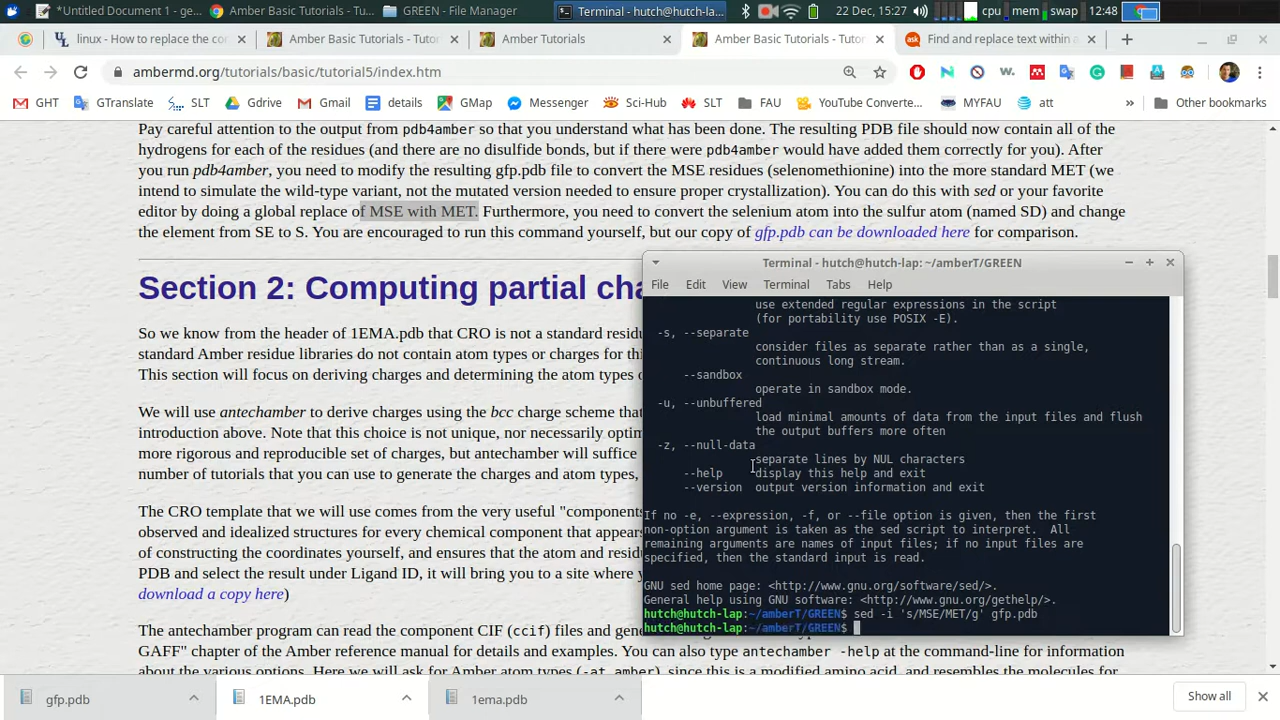 *Untitled Document 1 - ge...
Amber Basic Tutorials - Tu...
GREEN - File Manager
Terminal - hutch@hutch-la...
22 Dec, 15:27
cpu
mem
swap
12:48
linux - How to replace the co
Amber Basic Tutorials - Tutor
Amber Tutorials
Amber Basic Tutorials - Tutor
Find and replace text within a
ambermd.org/tutorials/basic/tutorial5/index.htm
GHT
GTranslate
SLT
Gdrive
Gmail
details
GMap
Messenger
Sci-Hub
SLT
FAU
YouTube Converte...
MYFAU
att
»
Other bookmarks
Pay careful attention to the output from pdb4amber so that you understand what has been done. The resulting PDB file should now contain all of the
hydrogens for each of the residues (and there are no disulfide bonds, but if there were pdb4amber would have added them correctly for you). After
you run pdb4amber, you need to modify the resulting gfp.pdb file to convert the MSE residues (selenomethionine) into the more standard MET (we
intend to simulate the wild-type variant, not the mutated version needed to ensure proper crystallization). You can do this with sed or your favorite
editor by doing a global replace of MSE with MET. Furthermore, you need to convert the selenium atom into the sulfur atom (named SD) and change
the element from SE to S. You are encouraged to run this command yourself, but our copy of gfp.pdb can be downloaded here for comparison.
Section 2: Computing partial cha
So we know from the header of 1EMA.pdb that CRO is not a standard resid
standard Amber residue libraries do not contain atom types or charges for thi
This section will focus on deriving charges and determining the atom types o
We will use antechamber to derive charges using the bcc charge scheme that
introduction above. Note that this choice is not unique, nor necessarily optim
more rigorous and reproducible set of charges, but antechamber will suffice
number of tutorials that you can use to generate the charges and atom types,
The CRO template that we will use comes from the very useful "components
observed and idealized structures for every chemical component that appears
of constructing the coordinates yourself, and ensures that the atom and resid
PDB and select the result under Ligand ID, it will bring you to a site where y
download a copy here)
The antechamber program can read the component CIF (ccif) files and gene
GAFF" chapter of the Amber reference manual for details and examples. You can also type antechamber -help at the command-line for information
about the various options. Here we will ask for Amber atom types (-at amber), since this is a modified amino acid, and resembles the molecules for
Terminal - hutch@hutch-lap: ~/amberT/GREEN
File Edit View Terminal Tabs Help
use extended regular expressions in the script
(for portability use POSIX -E).
-s, --separate
consider files as separate rather than as a single,
continuous long stream.
--sandbox
operate in sandbox mode.
-u, --unbuffered
load minimal amounts of data from the input files and flush
the output buffers more often
-z, --null-data
separate lines by NUL characters
--help display this help and exit
--version output version information and exit
If no -e, --expression, -f, or --file option is given, then the first
non-option argument is taken as the sed script to interpret. All
remaining arguments are names of input files; if no input files are
specified, then the standard input is read.
GNU sed home page: <http://www.gnu.org/software/sed/>.
General help using GNU software: <http://www.gnu.org/gethelp/>.
hutch@hutch-lap:~/amberT/GREEN$ sed -i 's/MSE/MET/g' gfp.pdb
hutch@hutch-lap:~/amberT/GREEN$
gfp.pdb
1EMA.pdb
1ema.pdb
Show all